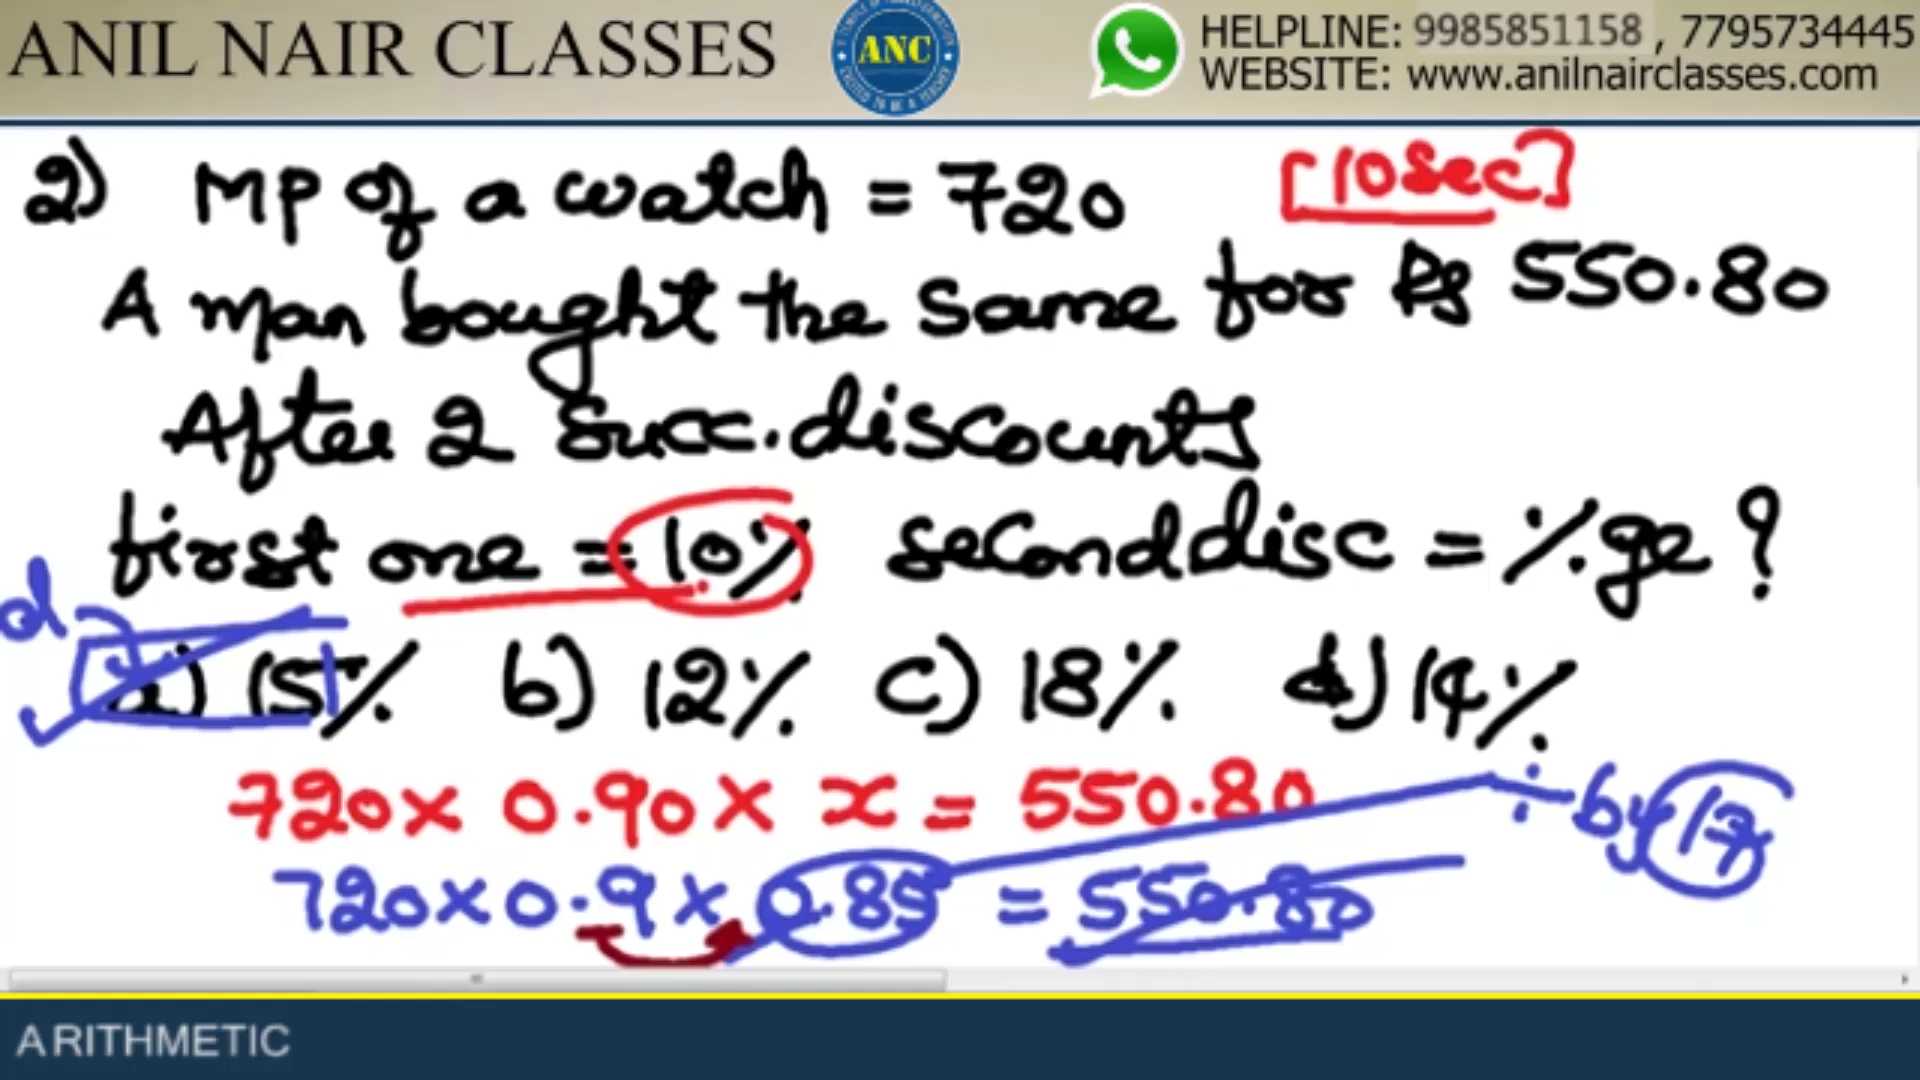 ANIL NAIR CLASSES
ANC
HELPLINE: 9985851158 , 7795734445
WEBSITE: www.anilnairclasses.com
2) MP of a watch = 720
[10sec]
A man bought the same for Rs 550.80
After 2 succ. discounts
first one = 10% second disc = %ge?
a) 15% b) 12% c) 18% d) 14%
720 x 0.90 x x = 550.80
÷ by 17
720 x 0.9 x 0.85 = 550.80
ARITHMETIC